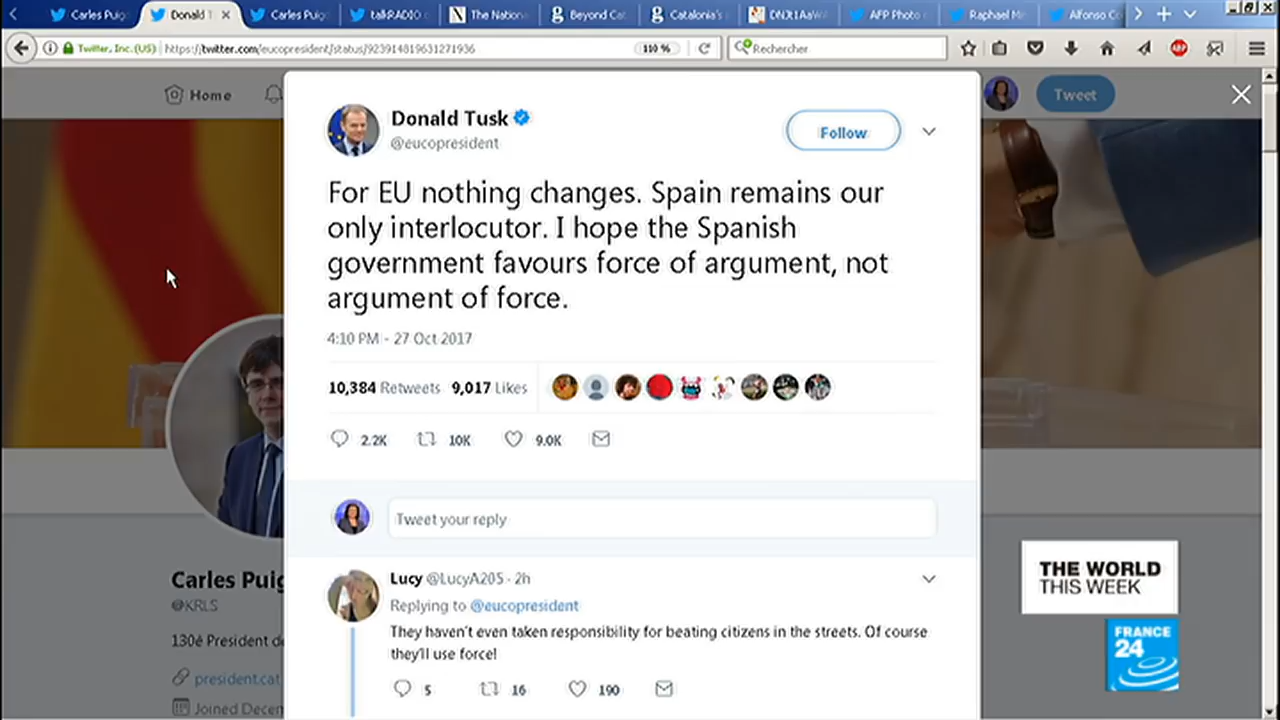 Carles Puig
Donald T
Carles Puig
talkRADIO
The Nationa
Beyond Cat
Catalonia's
AFP Photo
Raphael
Alfonso
Twitter, Inc. (US)
https://twitter.com/eucopresident/status/923914819631271936
110 %
Rechercher
ABP
Home
Tweet
Donald Tusk
@eucopresident
Follow
For EU nothing changes. Spain remains our
only interlocutor. I hope the Spanish
government favours force of argument, not
argument of force.
4:10 PM - 27 Oct 2017
10,384 Retweets 9,017 Likes
2.2K 10K 9.0K
Tweet your reply
Lucy @LucyA205 · 2h
Replying to @eucopresident
They haven't even taken responsibility for beating citizens in the streets. Of course
they'll use force!
5 16 190
Carles Puig
@KRLS
130é President de
president.cat
Joined Decem
THE WORLD
THIS WEEK
FRANCE
24